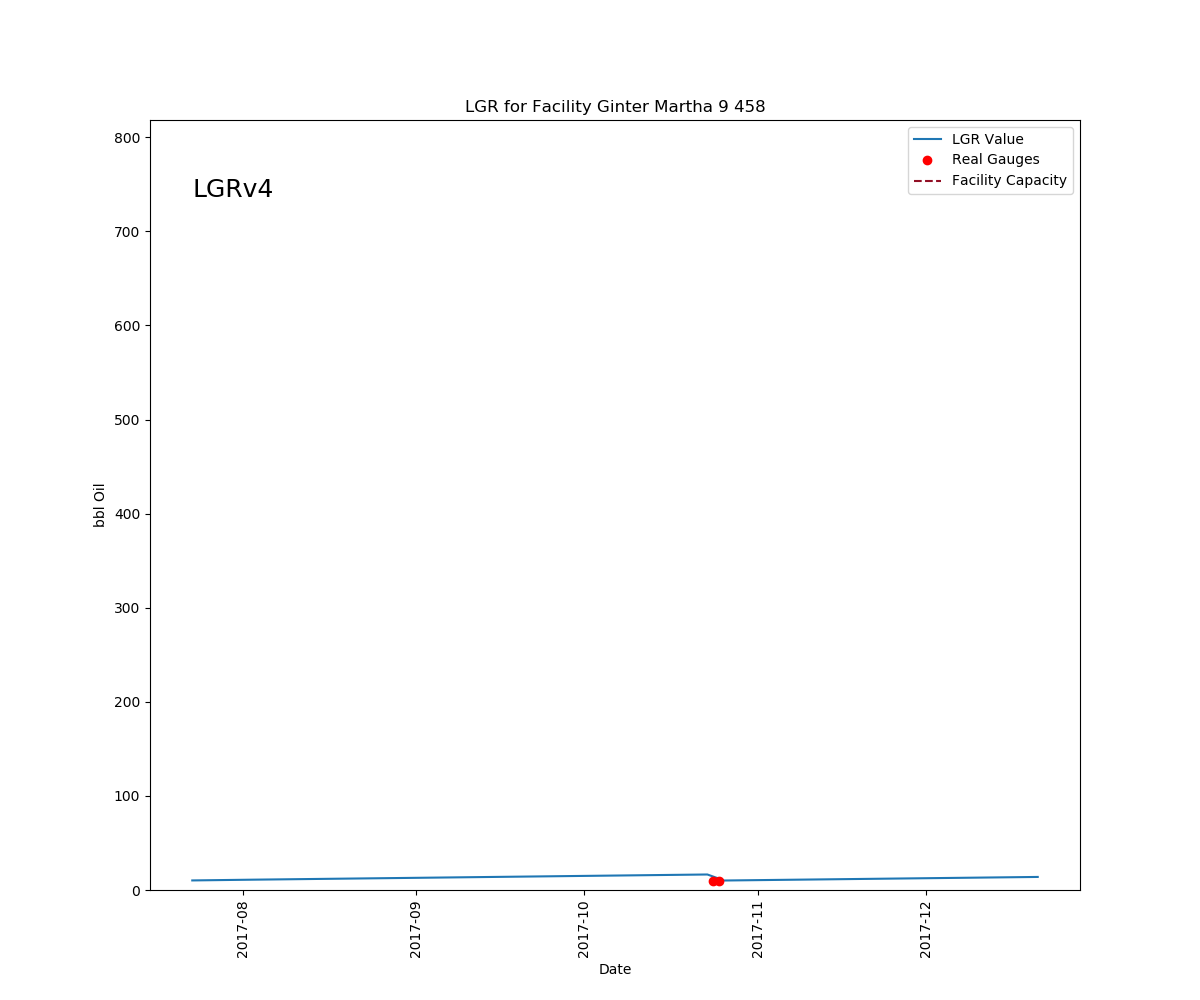 LGR for Facility Ginter Martha 9 458
LGRv4
LGR Value
Real Gauges
Facility Capacity
bbl Oil
800
700
600
500
400
300
200
100
0
2017-08
2017-09
2017-10
2017-11
2017-12
Date